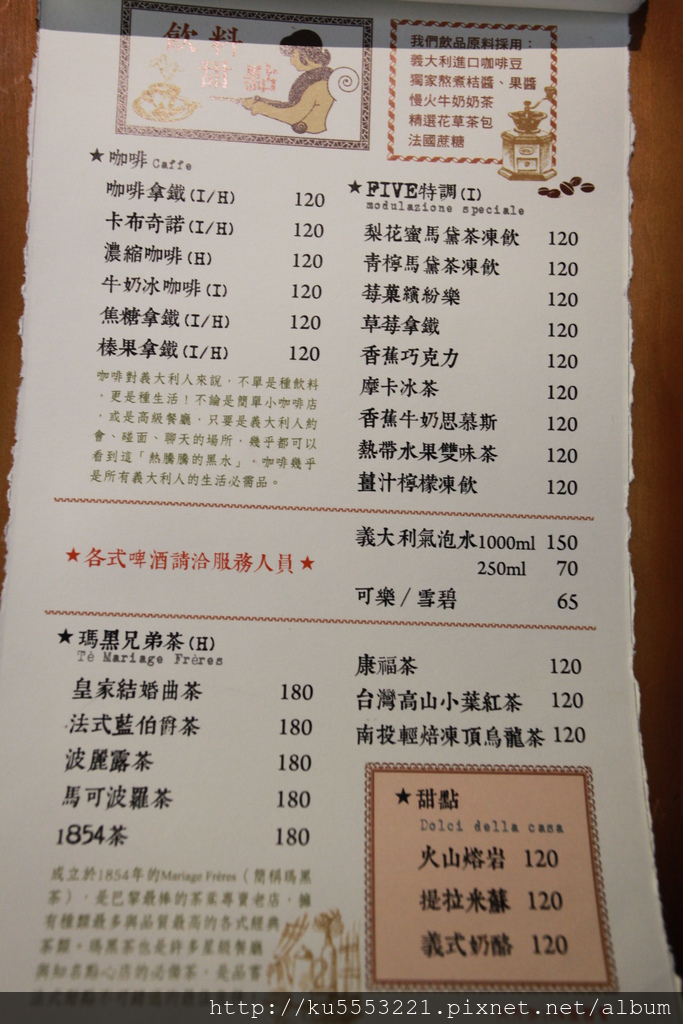 飲料
甜點
我們飲品原料採用：
義大利進口咖啡豆
獨家熬煮桔醬、果醬
慢火牛奶奶茶
精選花草茶包
法國蔗糖
★咖啡 Caffe
咖啡拿鐵(I/H) 120
卡布奇諾(I/H) 120
濃縮咖啡(H) 120
牛奶冰咖啡(I) 120
焦糖拿鐵(I/H) 120
榛果拿鐵(I/H) 120
咖啡對義大利人來說，不單是種飲料
，更是種生活！不論是簡單小咖啡店
，或是高級餐廳，只要是義大利人約
會、碰面、聊天的場所，幾乎都可以
看到這「熱騰騰的黑水」。咖啡幾乎
是所有義大利人的生活必需品。
★FIVE特調(I)
modulazione speciale
梨花蜜馬黛茶凍飲 120
青檸馬黛茶凍飲 120
莓菓繽紛樂 120
草莓拿鐵 120
香蕉巧克力 120
摩卡冰茶 120
香蕉牛奶思慕斯 120
熱帶水果雙味茶 120
薑汁檸檬凍飲 120
★各式啤酒請洽服務人員★
義大利氣泡水1000ml 150
250ml 70
可樂/雪碧 65
★瑪黑兄弟茶(H)
Tè Mariage Frères
皇家結婚曲茶 180
法式藍伯爵茶 180
波麗露茶 180
馬可波羅茶 180
1854茶 180
成立於1854年的Mariage Frères（簡稱瑪黑
茶），是巴黎最棒的茶葉專賣老店，擁
有種類最多與品質最高的各式經典
茶類。瑪黑茶也是許多星級餐廳
與知名點心店的必備茶，是品嘗
康福茶 120
台灣高山小葉紅茶 120
南投輕焙凍頂烏龍茶 120
★甜點
Dolci della casa
火山熔岩 120
提拉米蘇 120
義式奶酪 120
http://ku5553221.pixnet.net/album